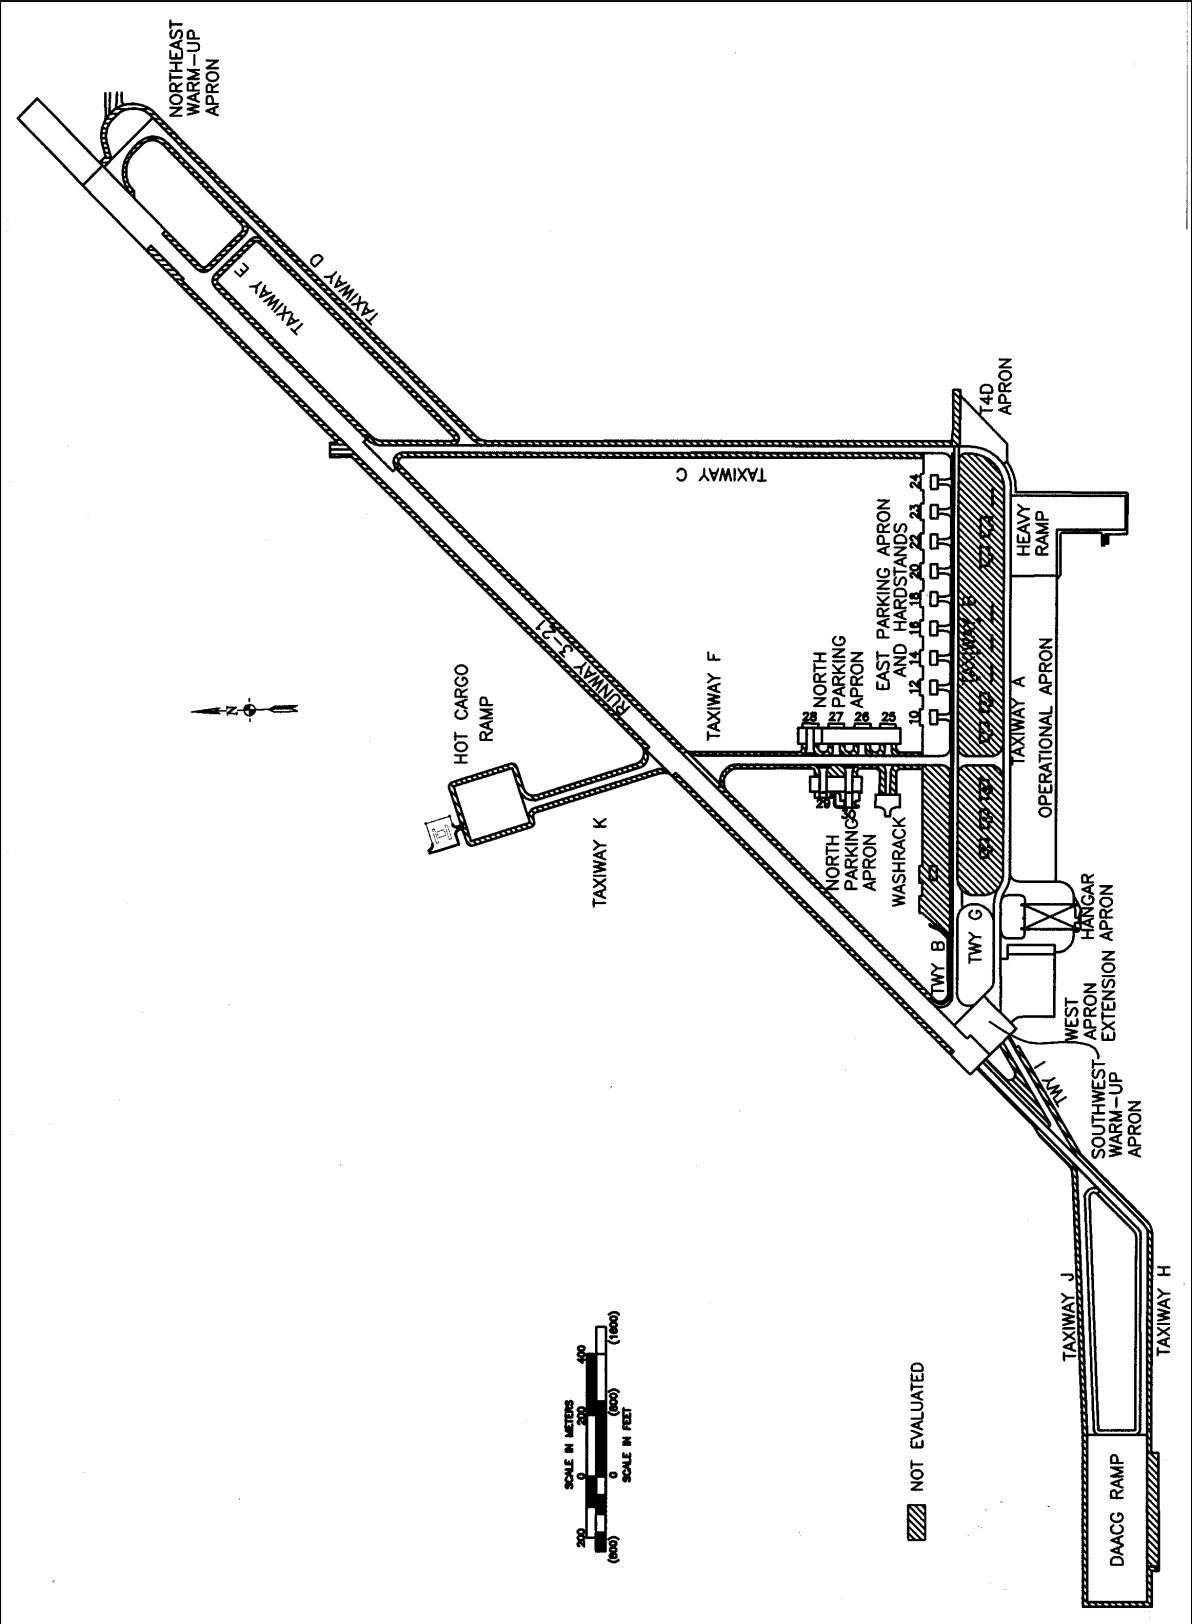 NORTHEAST
WARM-UP
APRON
TAXIWAY D
TAXIWAY E
T4D
APRON
TAXIWAY C
HEAVY
RAMP
24
23
22
20
18
16
14
12
10
EAST PARKING APRON
AND HARDSTANDS
TAXIWAY A
OPERATIONAL APRON
NORTH
PARKING
APRON
28
27
26
25
TAXIWAY F
RUNWAY 3-21
HOT CARGO
RAMP
N
TAXIWAY K
NORTH
PARKING
APRON
WASHRACK
TWY B
TWY G
HANGAR
WEST
APRON
EXTENSION APRON
SOUTHWEST
WARM-UP
APRON
TWY I
TAXIWAY J
TAXIWAY H
DAACG RAMP
SCALE IN METERS
200 0 200 400
(600) 0 (800) (1600)
SCALE IN FEET
NOT EVALUATED